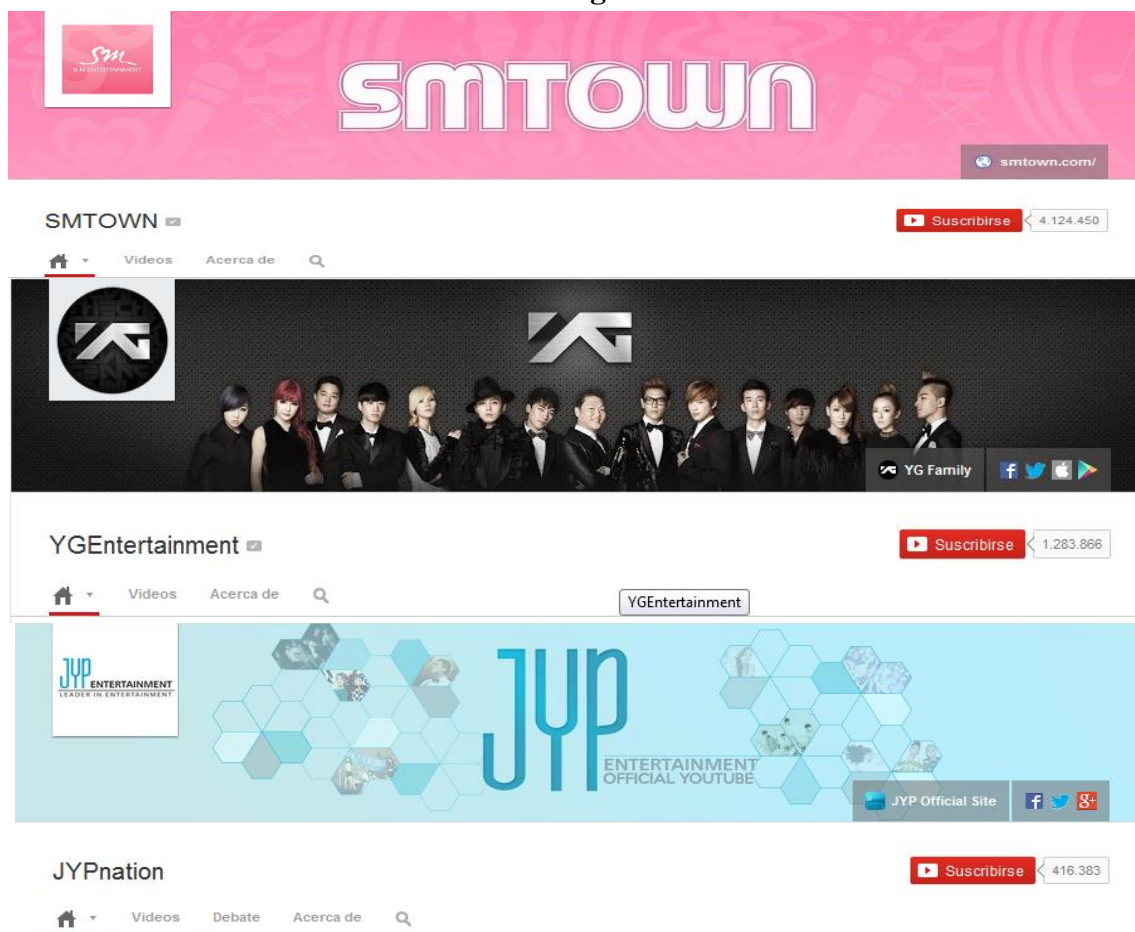 g
SM
S.M.ENTERTAINMENT
SMTOWN
smtown.com/
SMTOWN
Suscribirse 4.124.450
Videos Acerca de
YG
YG
YG Family
YGEntertainment
Suscribirse 1.283.866
Videos Acerca de
YGEntertainment
JYP ENTERTAINMENT
LEADER IN ENTERTAINMENT
JYP
ENTERTAINMENT
OFFICIAL YOUTUBE
JYP Official Site
JYPnation
Suscribirse 416.383
Videos Debate Acerca de